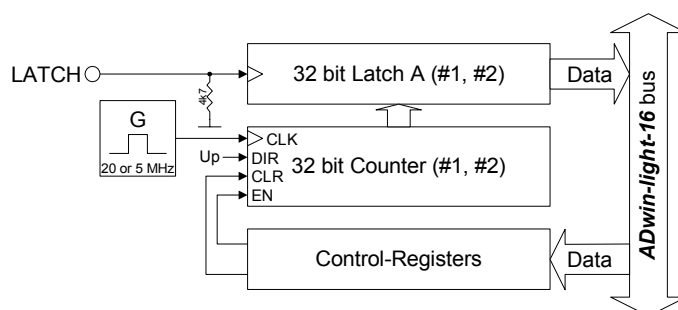 32 bit Latch A (#1, #2)
LATCH
Data
4k7
G
20 or 5 MHz
CLK
Up
DIR
CLR
EN
32 bit Counter (#1, #2)
Control-Registers
Data
ADwin-light-16 bus